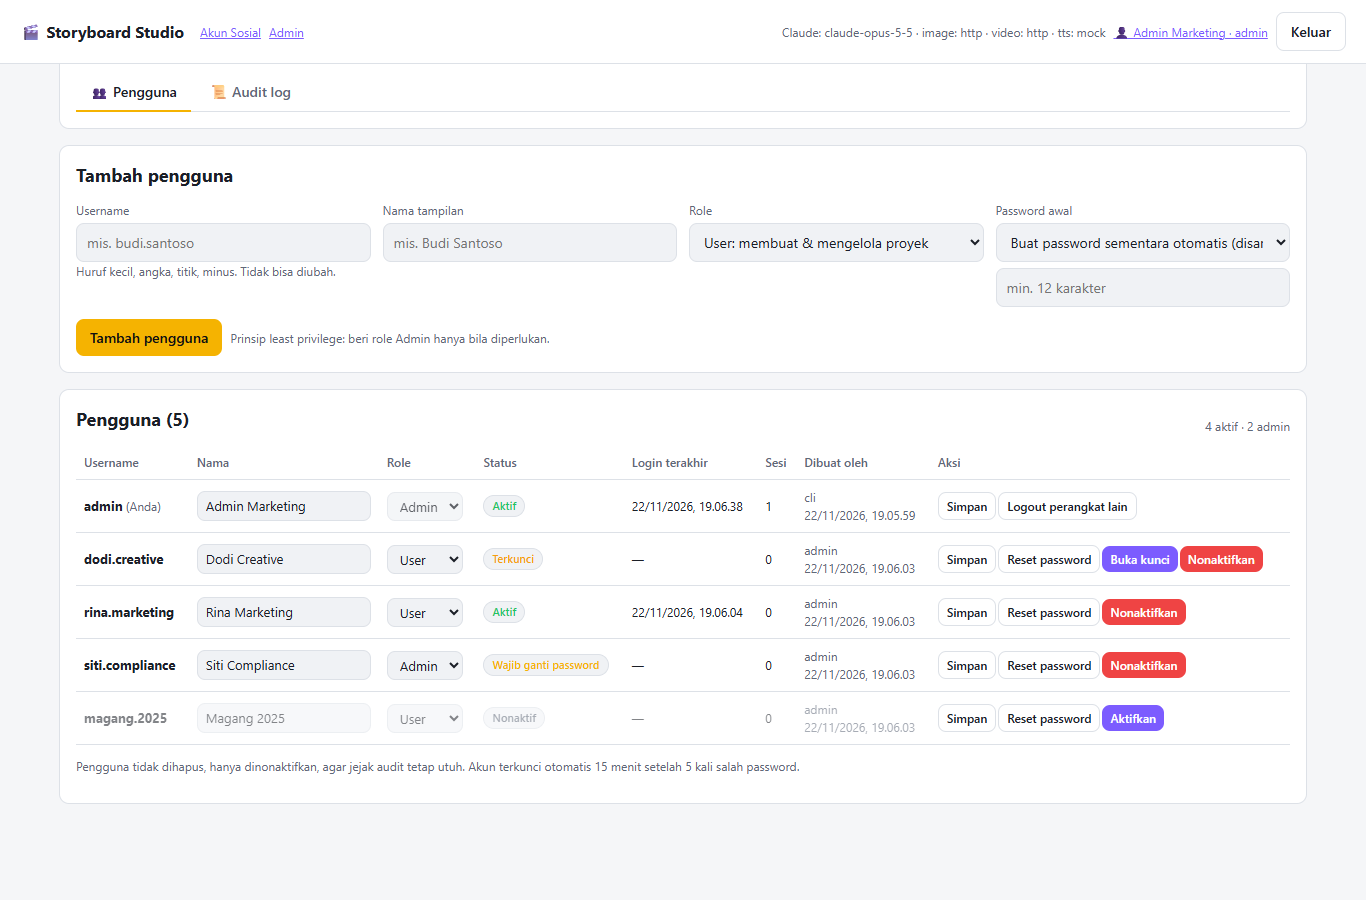 Storyboard Studio Akun Sosial Admin Claude: claude-opus-5-5 · image: http · video: http · tts: mock Admin Marketing · admin Keluar
Pengguna Audit log
Tambah pengguna
Username Nama tampilan Role Password awal
mis. budi.santoso mis. Budi Santoso User: membuat & mengelola proyek Buat password sementara otomatis (disar
Huruf kecil, angka, titik, minus. Tidak bisa diubah.
min. 12 karakter
Tambah pengguna Prinsip least privilege: beri role Admin hanya bila diperlukan.
Pengguna (5)
4 aktif · 2 admin
Username Nama Role Status Login terakhir Sesi Dibuat oleh Aksi
admin (Anda) Admin Marketing Admin Aktif 22/11/2026, 19.06.38 1 cli Simpan Logout perangkat lain
22/11/2026, 19.05.59
dodi.creative Dodi Creative User Terkunci — 0 admin Simpan Reset password Buka kunci Nonaktifkan
22/11/2026, 19.06.03
rina.marketing Rina Marketing User Aktif 22/11/2026, 19.06.04 0 admin Simpan Reset password Nonaktifkan
22/11/2026, 19.06.03
siti.compliance Siti Compliance Admin Wajib ganti password — 0 admin Simpan Reset password Nonaktifkan
22/11/2026, 19.06.03
magang.2025 Magang 2025 User Nonaktif — 0 admin Simpan Reset password Aktifkan
22/11/2026, 19.06.03
Pengguna tidak dihapus, hanya dinonaktifkan, agar jejak audit tetap utuh. Akun terkunci otomatis 15 menit setelah 5 kali salah password.